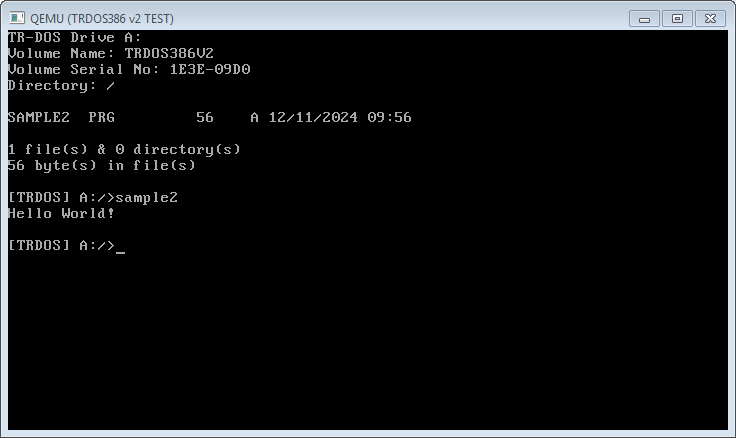 QEMU (TRDOS386 v2 TEST)
TR-DOS Drive A:
Volume Name: TRDOS386V2
Volume Serial No: 1E3E-09D0
Directory: /
SAMPLE2  PRG         56    A 12/11/2024 09:56
1 file(s) & 0 directory(s)
56 byte(s) in file(s)
[TRDOS] A:/>sample2
Hello World!
[TRDOS] A:/>_